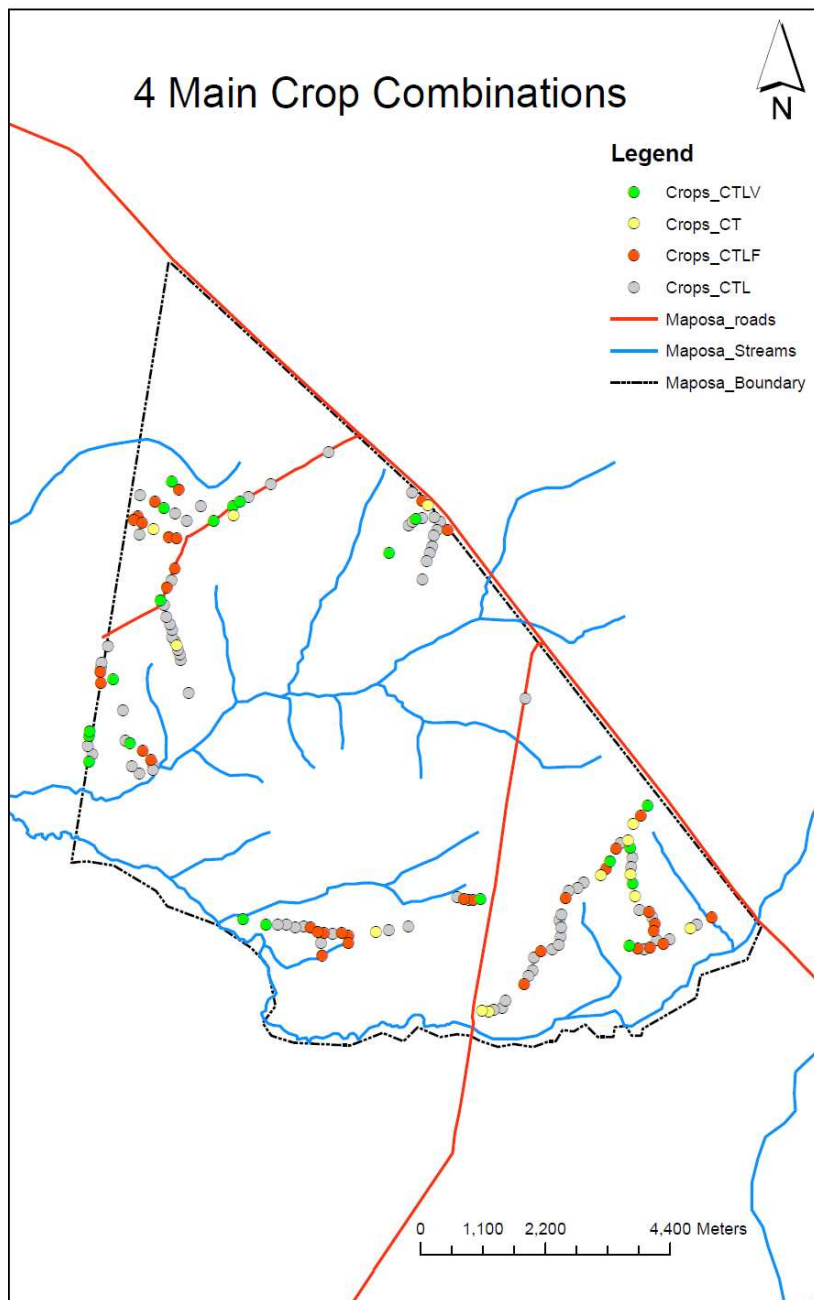 4 Main Crop Combinations
N
Legend
Crops_CTLV
Crops_CT
Crops_CTLF
Crops_CTL
Maposa_roads
Maposa_Streams
Maposa_Boundary
0 1,100 2,200 4,400 Meters